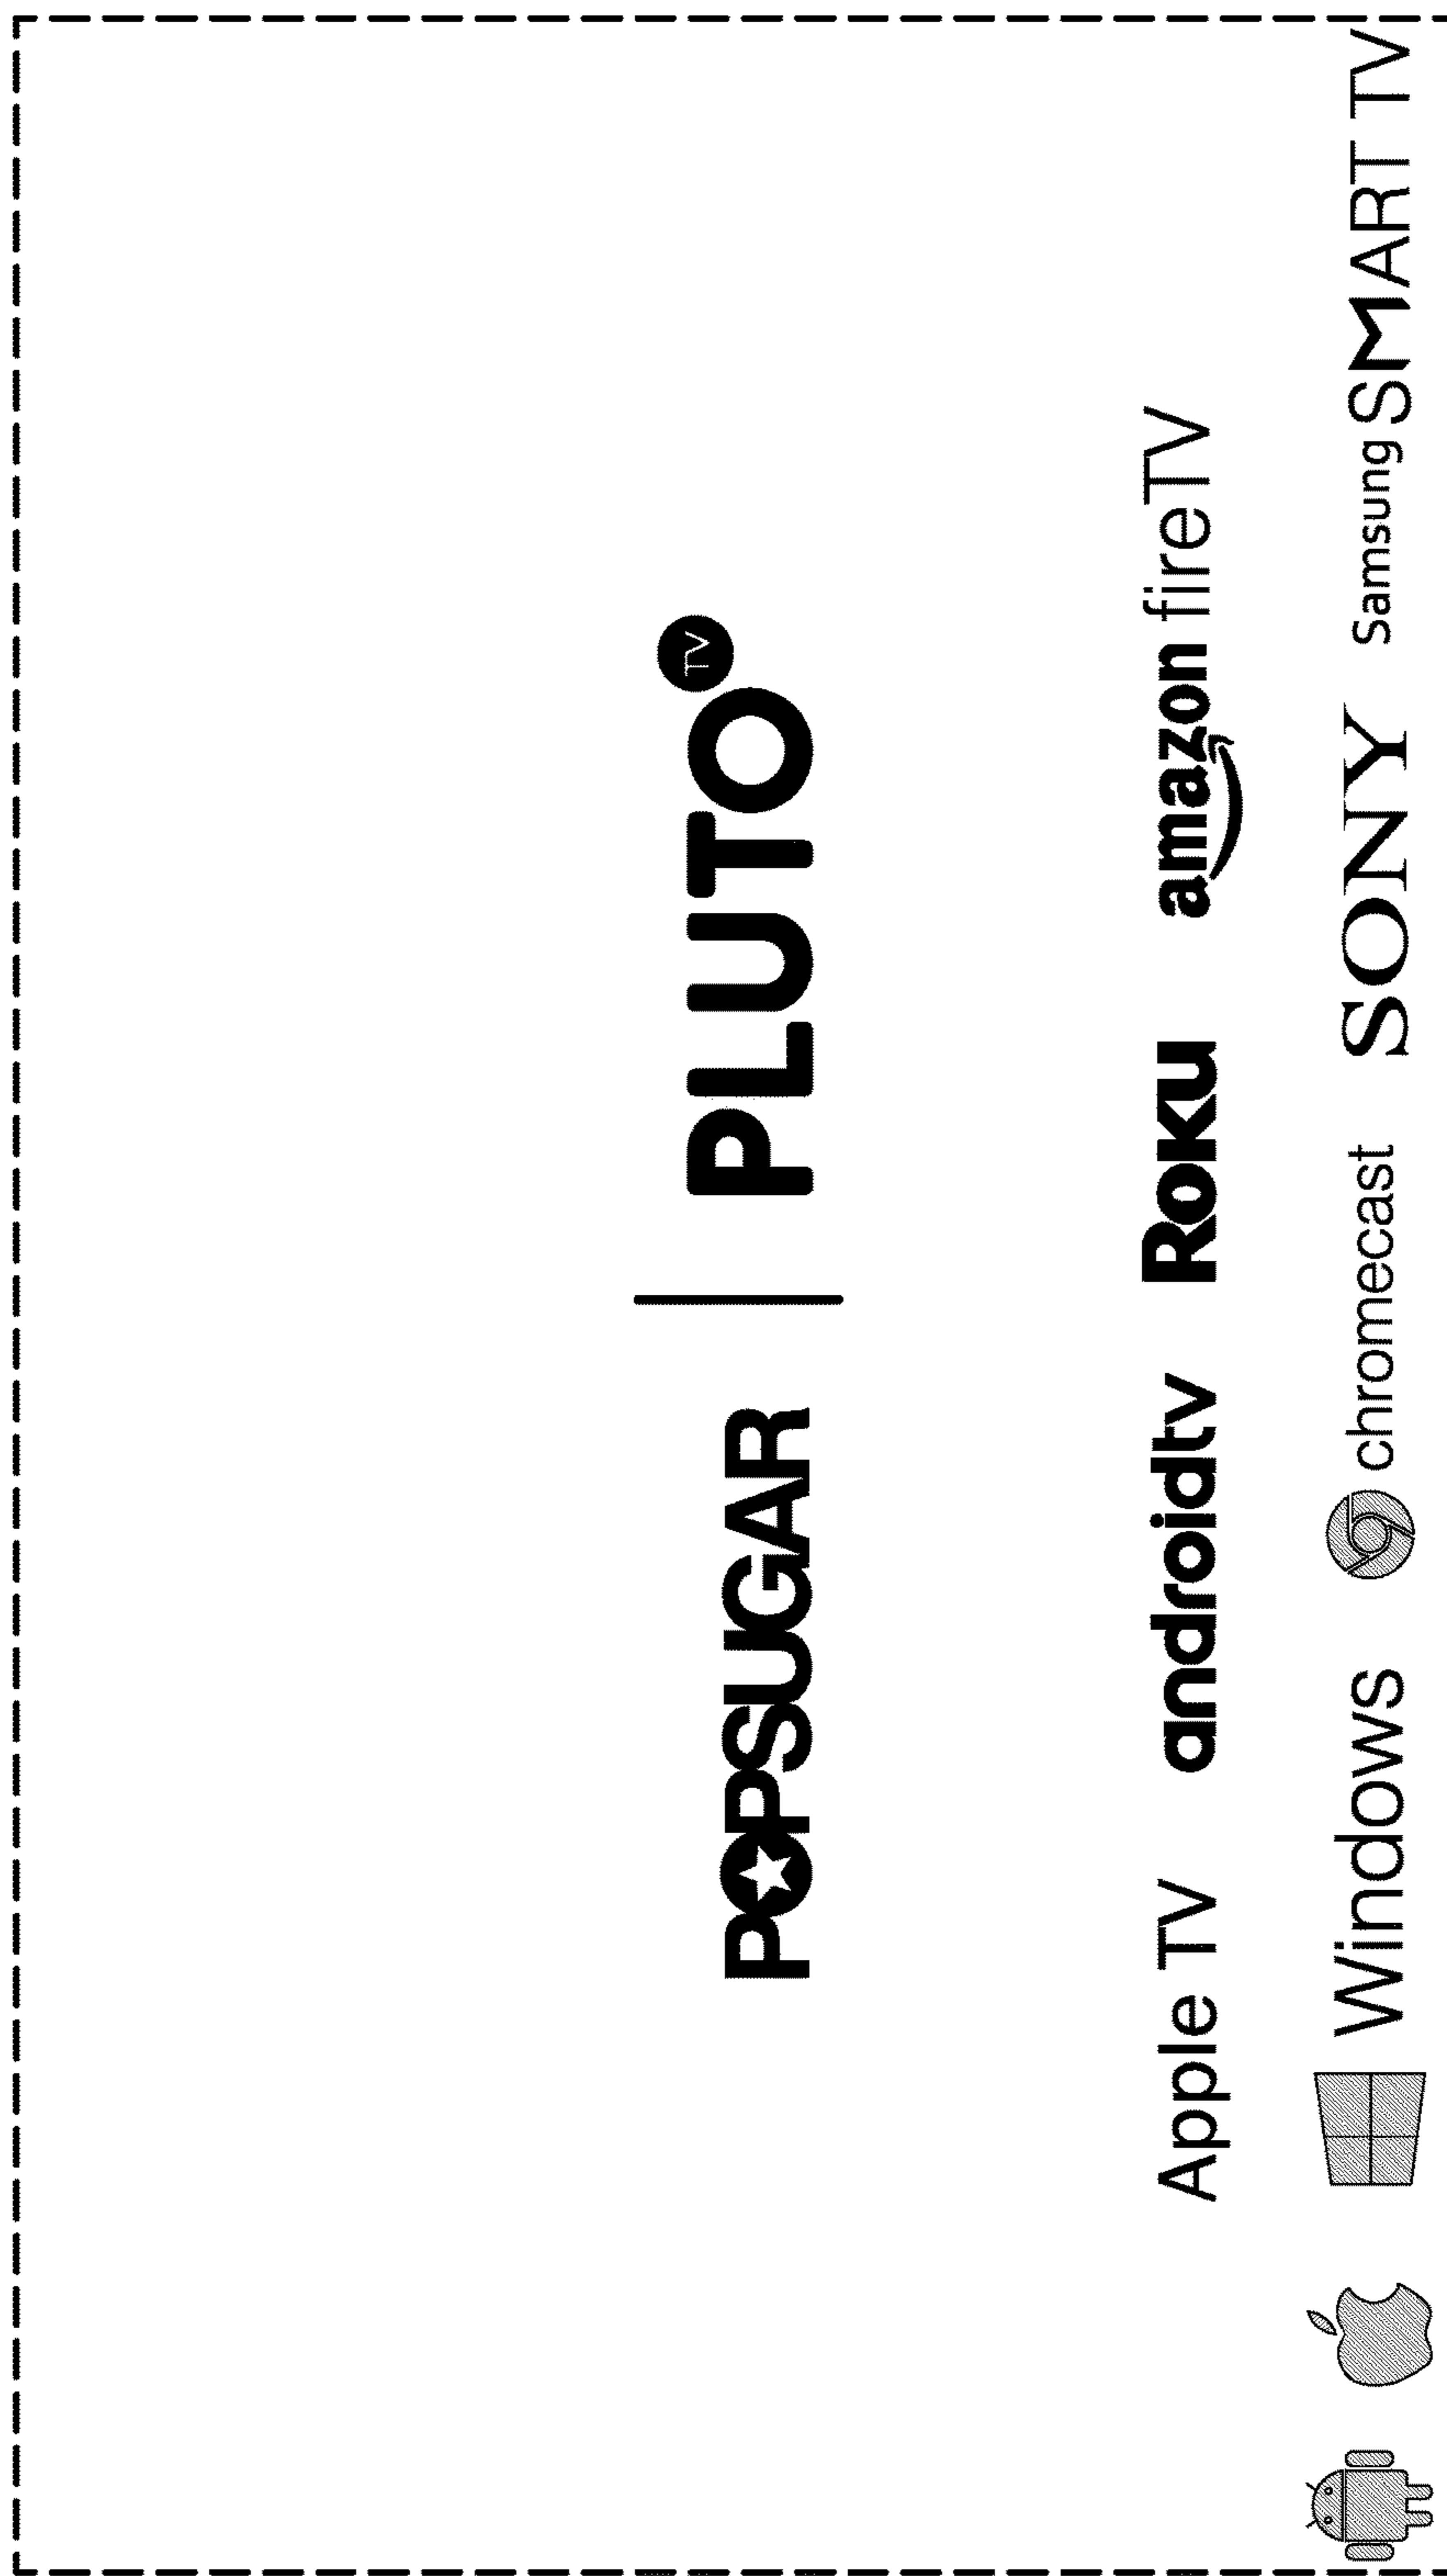 POPSUGAR | PLUTO TV
Apple TV androidtv Roku amazon fireTV
Windows chromecast SONY Samsung SMART TV